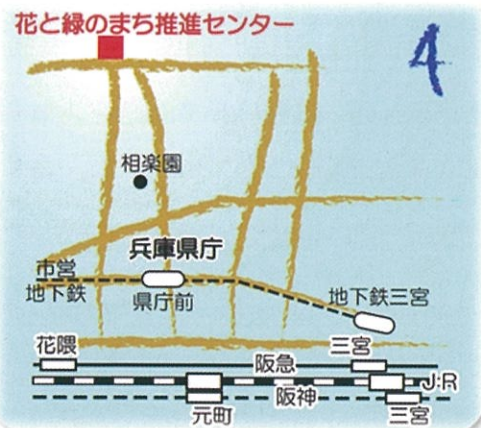 花と緑のまち推進センター
4
相楽園
兵庫県庁
市営
地下鉄
県庁前
地下鉄三宮
花隈
三宮
阪急
J:R
阪神
元町
三宮